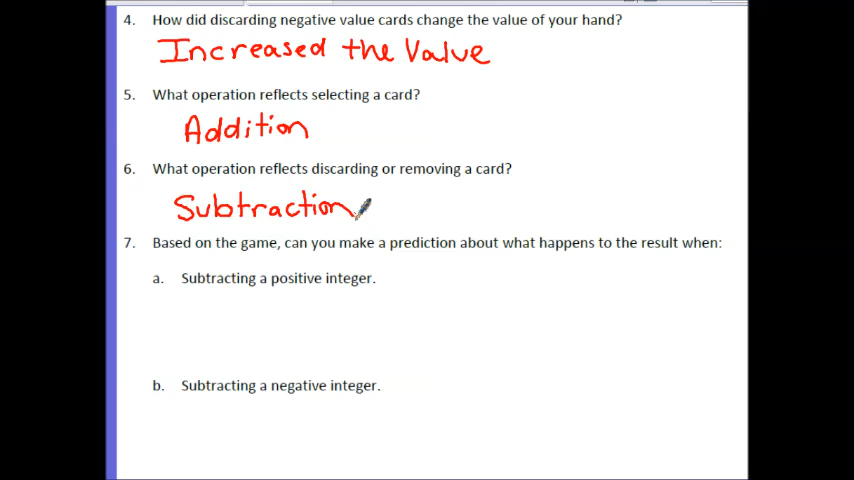 4. How did discarding negative value cards change the value of your hand?
Increased the Value
5. What operation reflects selecting a card?
Addition
6. What operation reflects discarding or removing a card?
Subtraction
7. Based on the game, can you make a prediction about what happens to the result when:
a. Subtracting a positive integer.
b. Subtracting a negative integer.